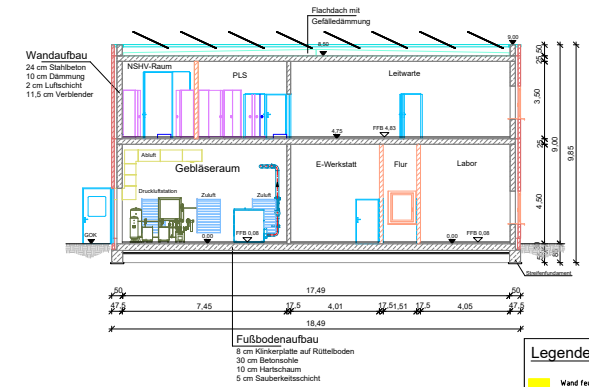 Flachdach mit
Gefälledämmung
8,50
9,00
Wandaufbau
24 cm Stahlbeton
10 cm Dämmung
2 cm Luftschicht
11,5 cm Verblender
NSHV-Raum
PLS
Leitwarte
4,75
FFB 4,83
Abluft
Gebläseraum
E-Werkstatt
Flur
Labor
Druckluftstation
Zuluft
Zuluft
GOK
0,00
FFB 0,08
0,00
FFB 0,08
Streifenfundament
25 50
3,50
25
4,50
9,00
9,85
50
17,49
50
47,5
7,45
17,5
4,01
17,5
1,51
17,5
4,05
47,5
18,49
Fußbodenaufbau
8 cm Klinkerplatte auf Rüttelboden
30 cm Betonsohle
10 cm Hartschaum
5 cm Sauberkeitsschicht
Legende